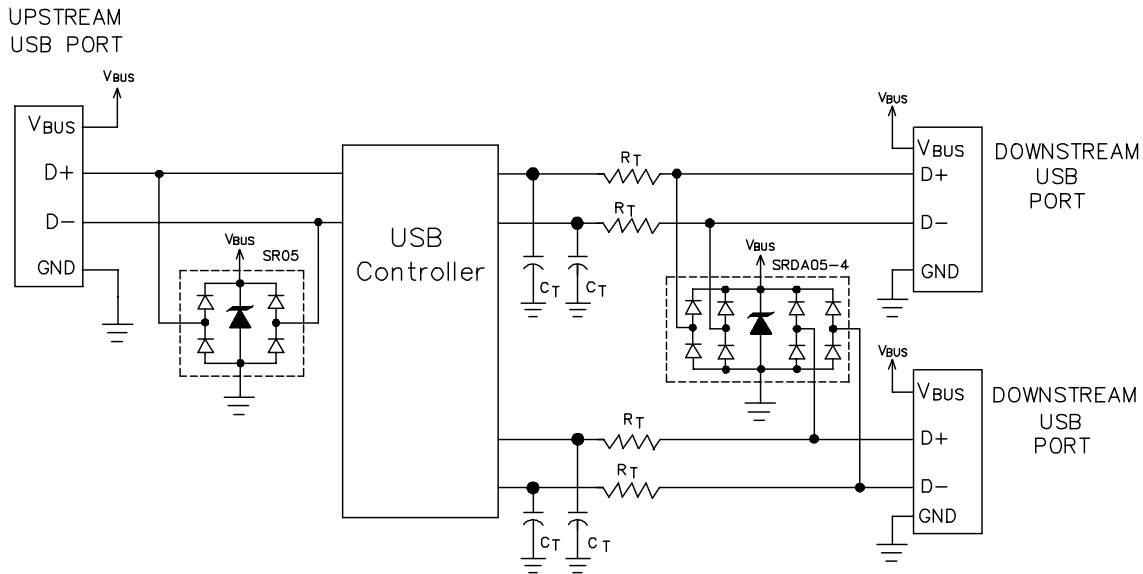 UPSTREAM
USB PORT
VBUS
VBUS
D+
D-
GND
VBUS
SR05
USB
Controller
RT
RT
CT
CT
VBUS
SRDA05-4
VBUS
VBUS
D+
D-
GND
DOWNSTREAM
USB
PORT
RT
RT
CT
CT
VBUS
VBUS
D+
D-
GND
DOWNSTREAM
USB
PORT